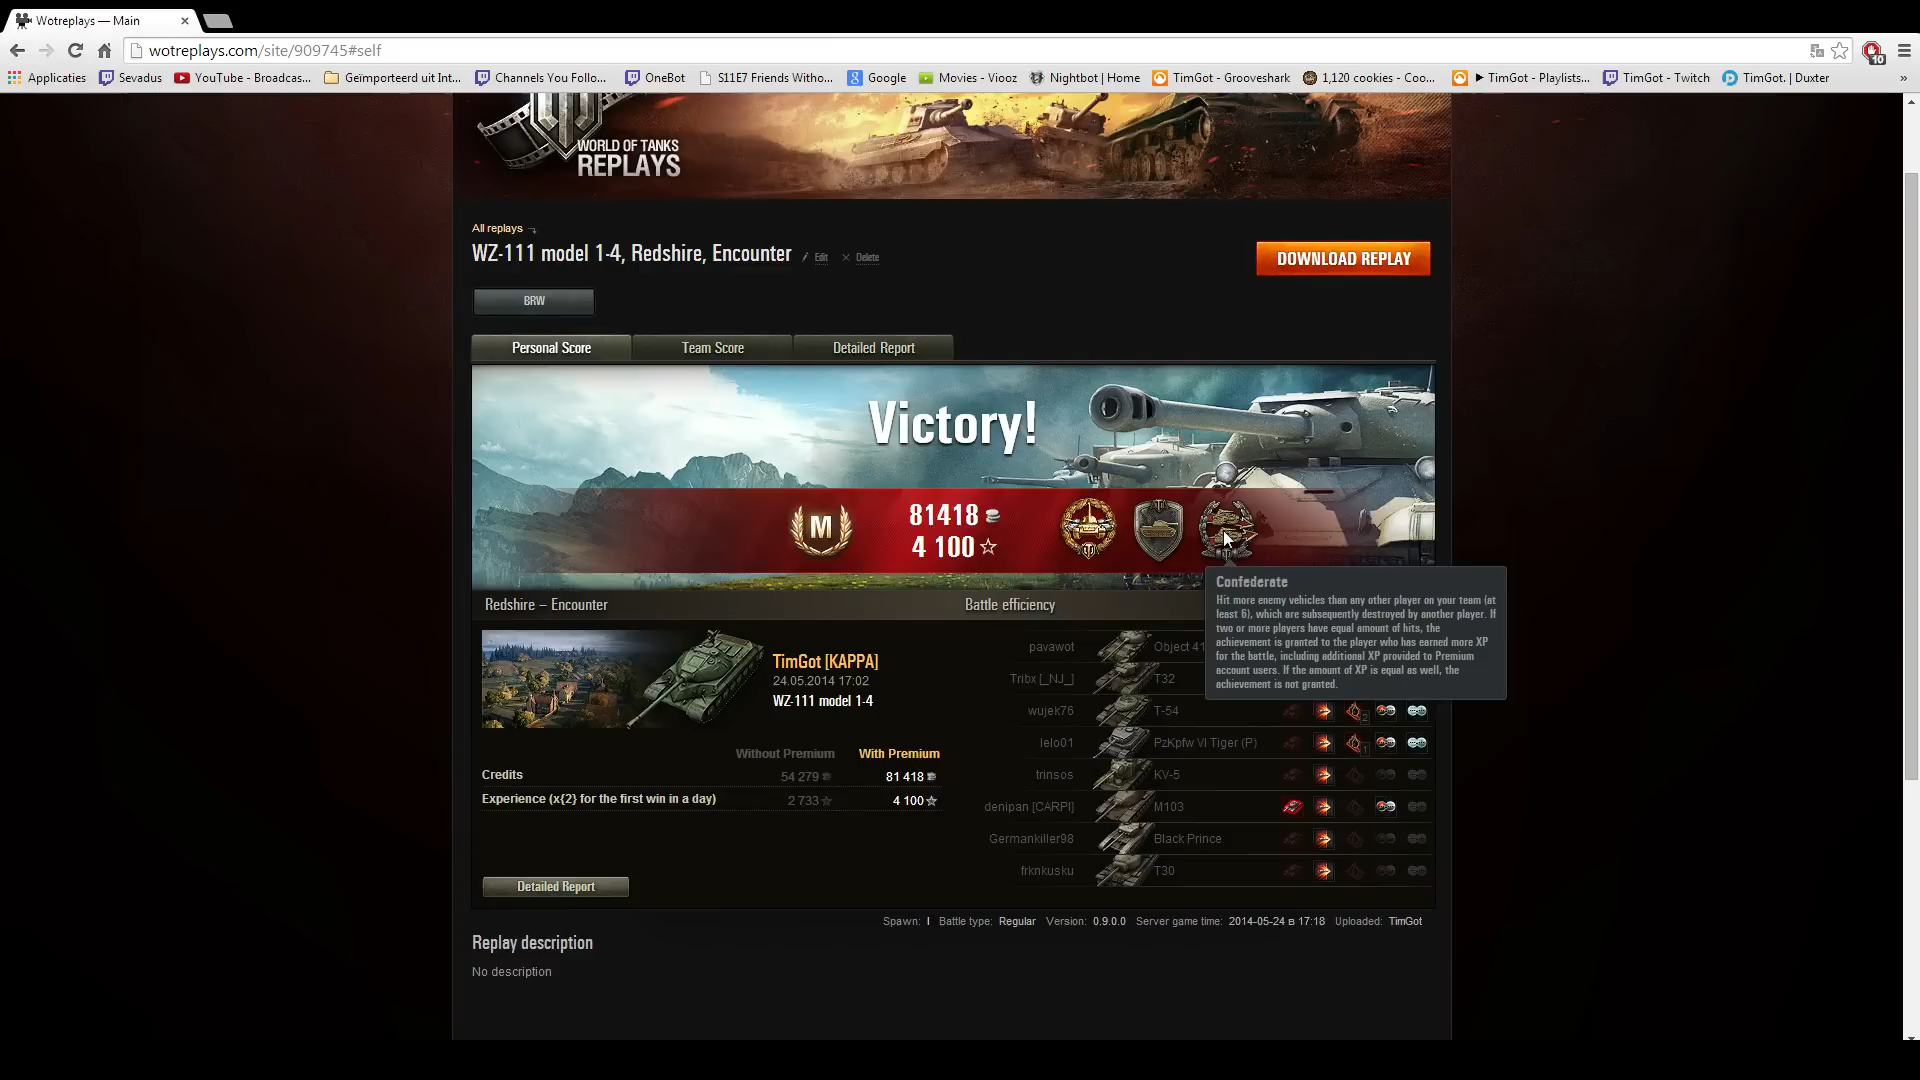 Wotreplays — Main
wotreplays.com/site/909745#self
10
Applicaties Sevadus YouTube - Broadcas... Geïmporteerd uit Int... Channels You Follo... OneBot S11E7 Friends Witho... Google Movies - Viooz Nightbot | Home TimGot - Grooveshark 1,120 cookies - Coo... TimGot - Playlists... TimGot - Twitch TimGot. | Duxter »
WORLD OF TANKS
REPLAYS
All replays
WZ-111 model 1-4, Redshire, Encounter Edit Delete
DOWNLOAD REPLAY
BRW
Personal Score Team Score Detailed Report
Victory!
M
81418
4 100
Redshire – Encounter
Battle efficiency
Confederate
Hit more enemy vehicles than any other player on your team (at
least 6), which are subsequently destroyed by another player. If
two or more players have equal amount of hits, the
achievement is granted to the player who has earned more XP
for the battle, including additional XP provided to Premium
account users. If the amount of XP is equal as well, the
achievement is not granted.
TimGot [KAPPA]
24.05.2014 17:02
WZ-111 model 1-4
Without Premium With Premium
Credits 54 279 81 418
Experience (x{2} for the first win in a day) 2 733 4 100
Detailed Report
pavawot Object 41
Tribx [_NJ_] T32
wujek76 T-54 2
lelo01 PzKpfw VI Tiger (P) 1
trinsos KV-5
denipan [CARPI] M103
Germankiller98 Black Prince
frknkusku T30
Spawn: I Battle type: Regular Version: 0.9.0.0 Server game time: 2014-05-24 в 17:18 Uploaded: TimGot
Replay description
No description